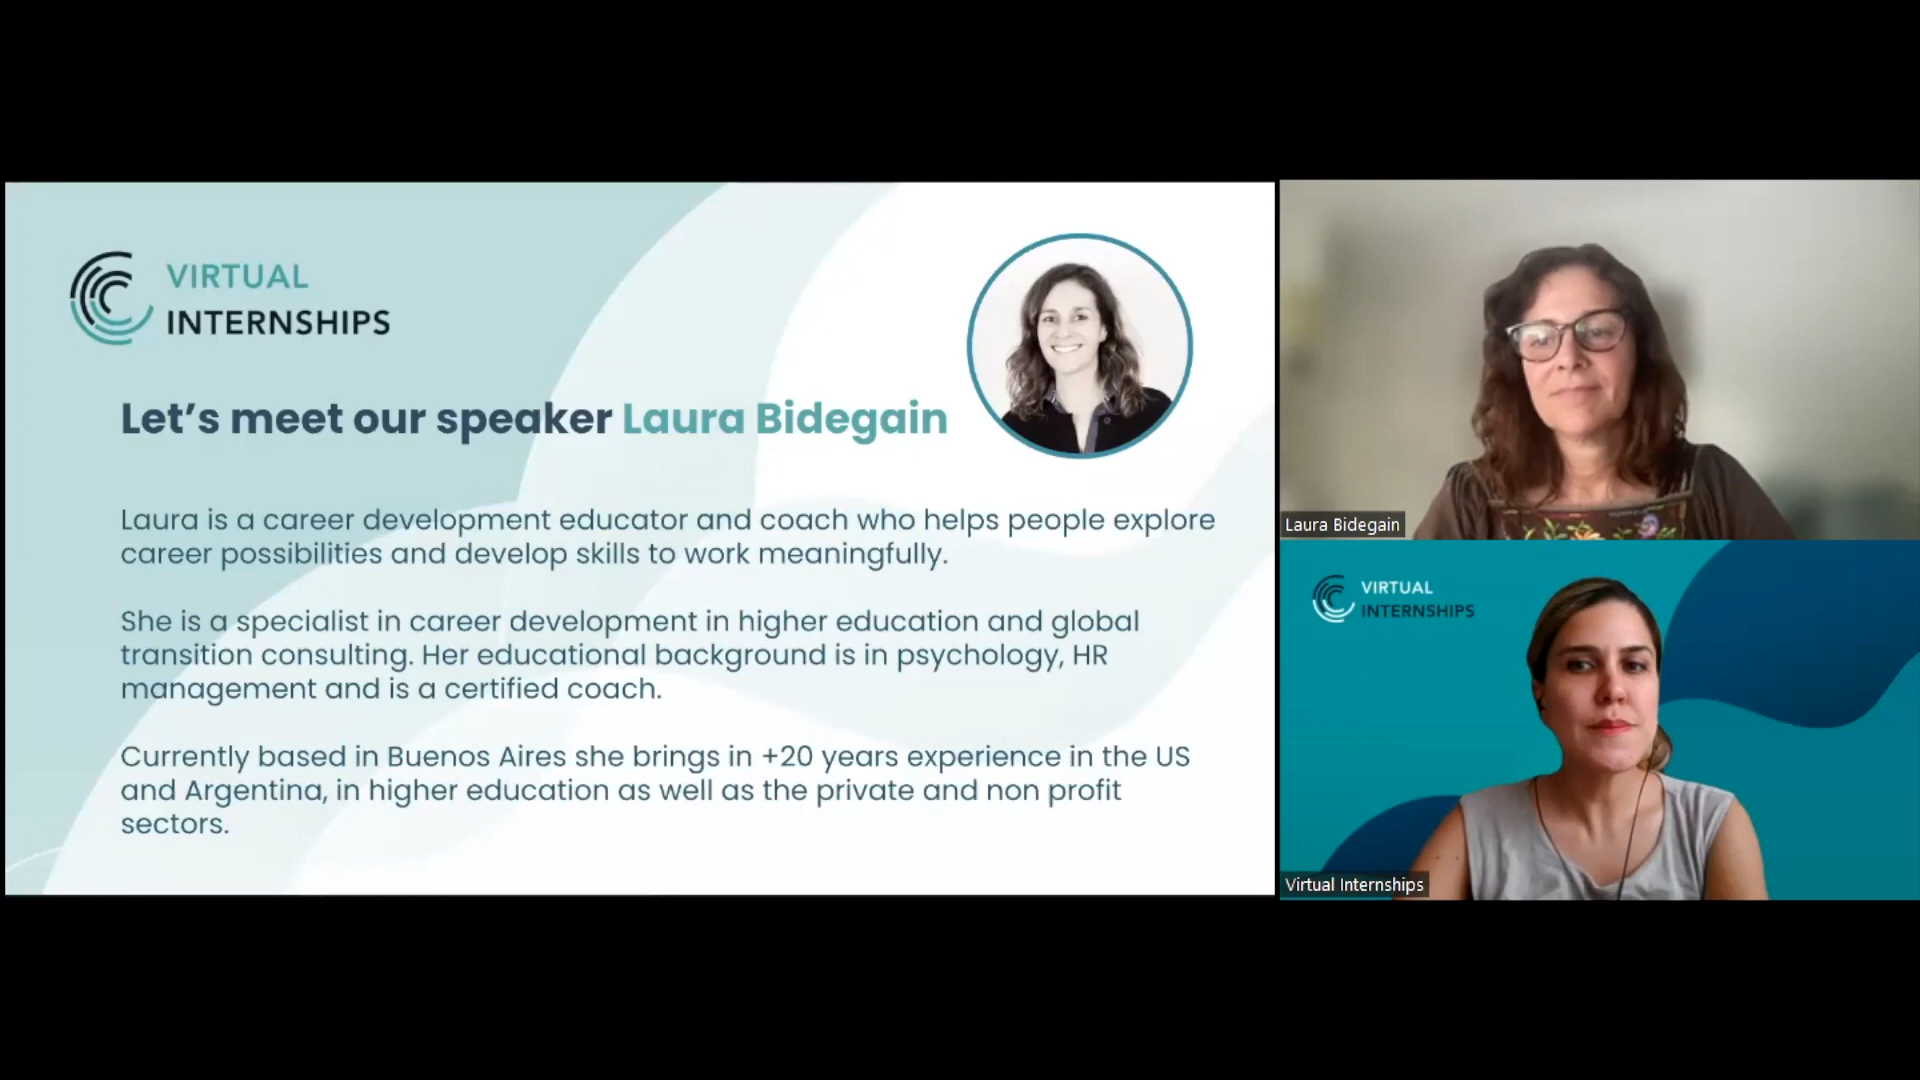 VIRTUAL
INTERNSHIPS
Let’s meet our speaker Laura Bidegain
Laura is a career development educator and coach who helps people explore
career possibilities and develop skills to work meaningfully.
She is a specialist in career development in higher education and global
transition consulting. Her educational background is in psychology, HR
management and is a certified coach.
Currently based in Buenos Aires she brings in +20 years experience in the US
and Argentina, in higher education as well as the private and non profit
sectors.
Laura Bidegain
VIRTUAL
INTERNSHIPS
Virtual Internships